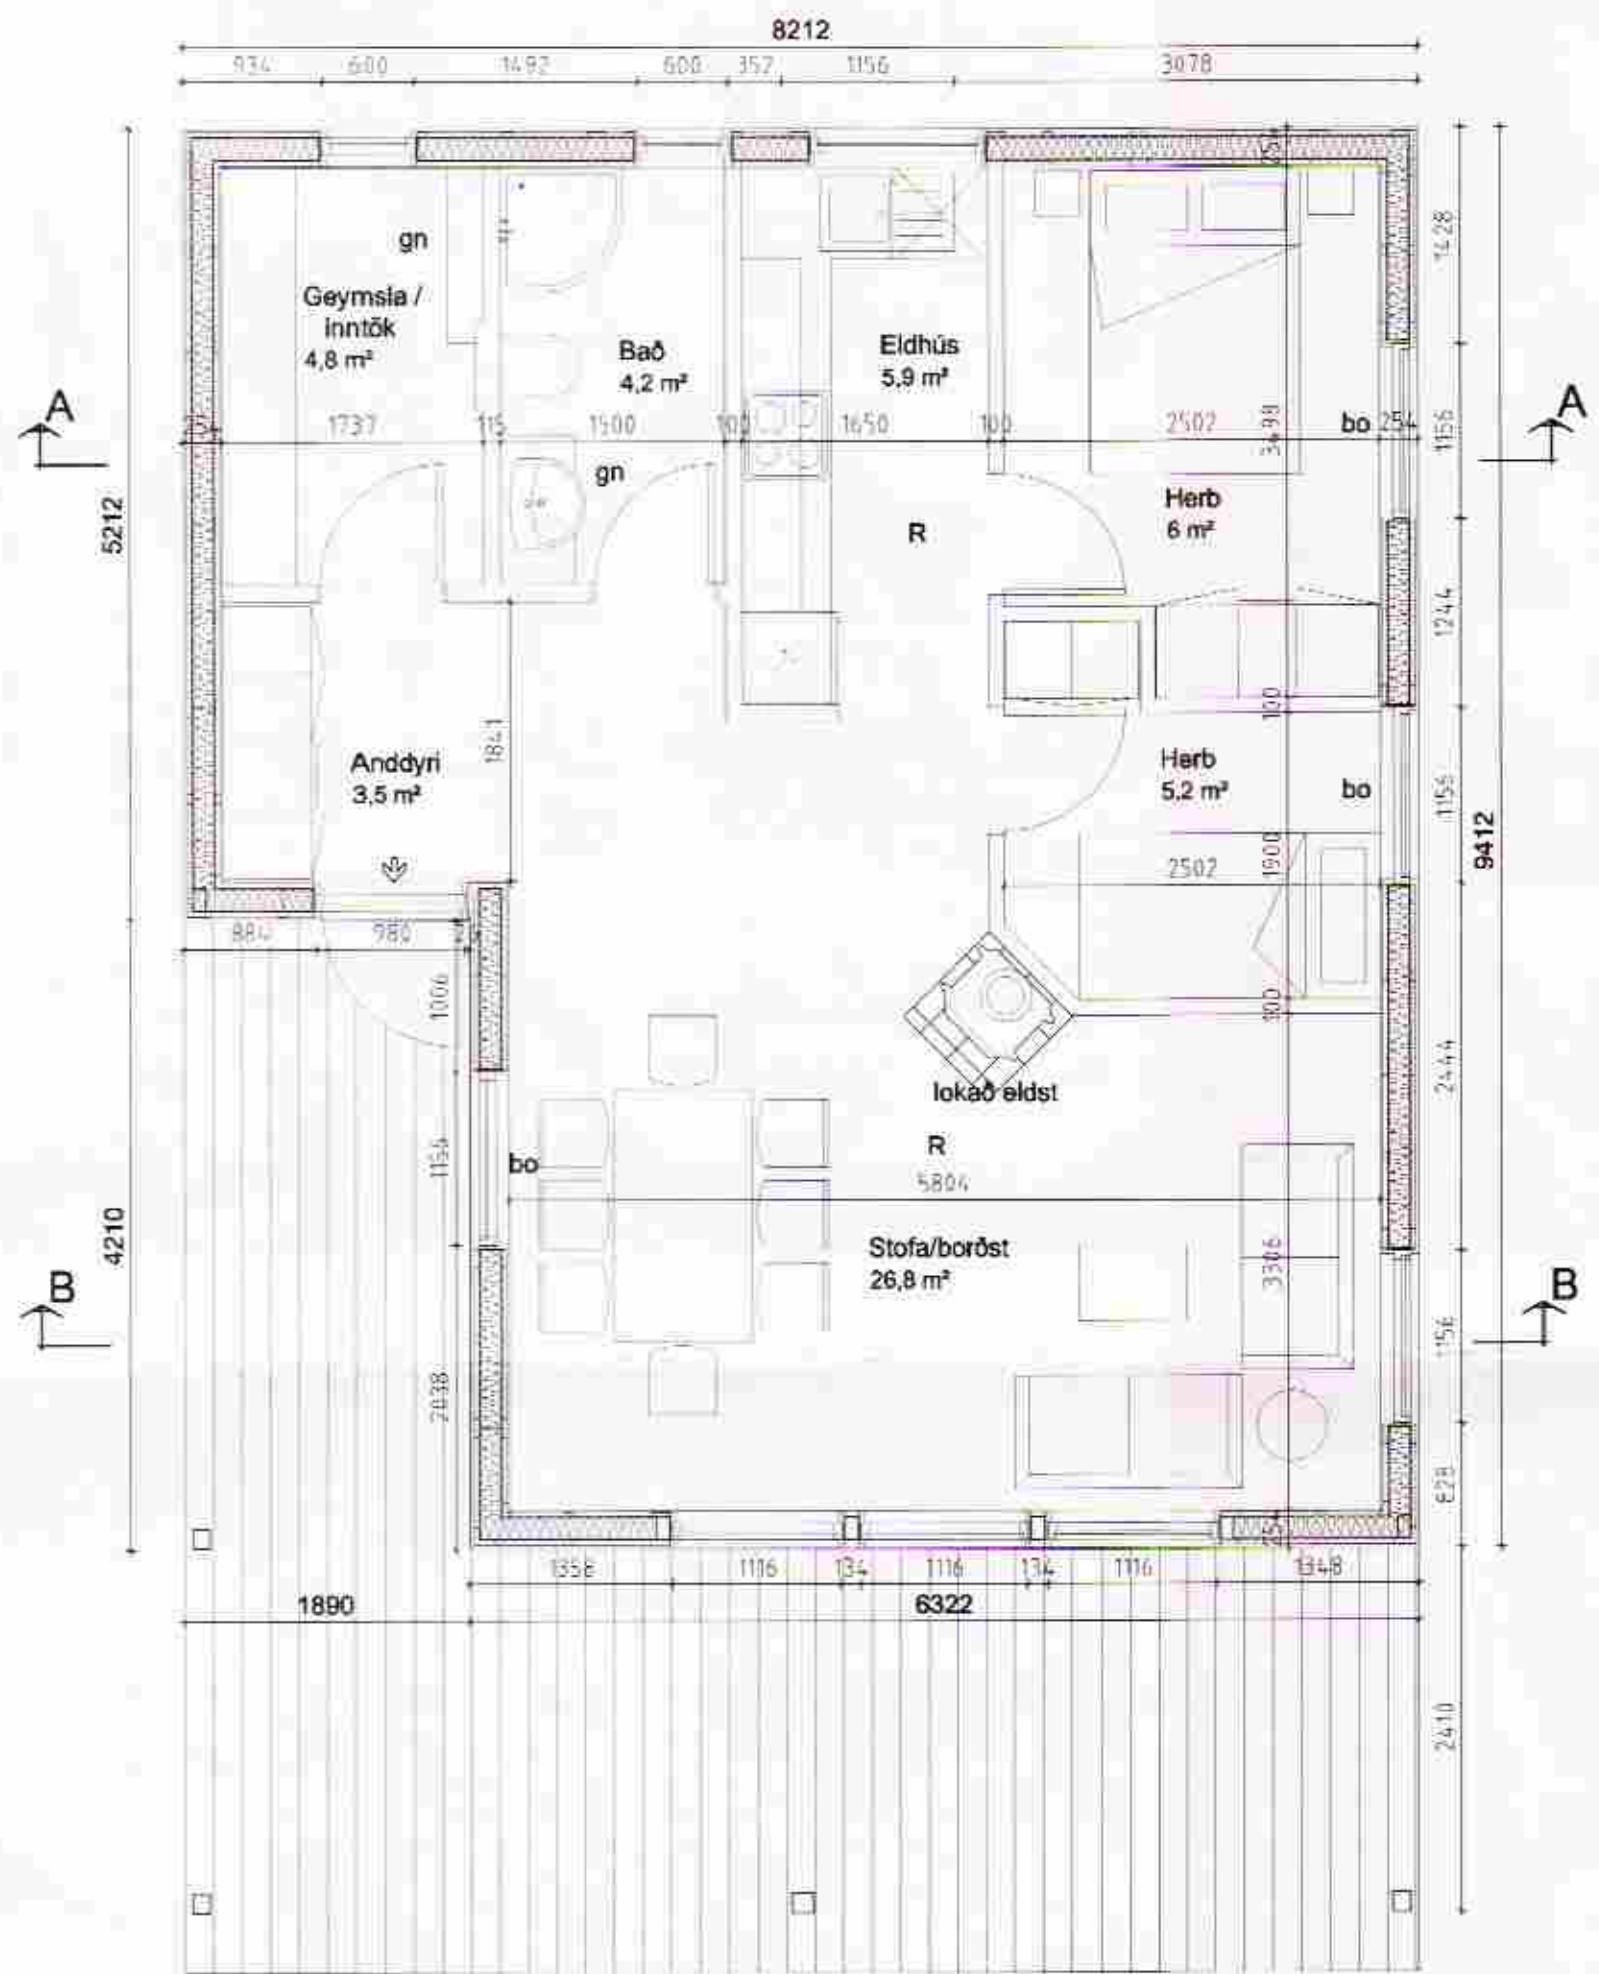 8212
934 600 1492 600 357 1156 3078
gn
Geymsla /
inntök
4,8 m²
Bað
4,2 m²
Eldhús
5,9 m²
1428
A
A
1737 115 1500 100 1650 100 2502 bo 254
3498
1156
gn
Herb
6 m²
R
5212
1244
100
1841
Anddyri
3,5 m²
Herb
5,2 m²
bo
1156
9412
1900
2502
884 980
1006
100
2444
lokað eldst
R
1156
bo
5804
4210
Stofa/borðst
26,8 m²
3306
B
B
1156
2038
828
1358 1116 134 1116 134 1116 1348
1890 6322
2410